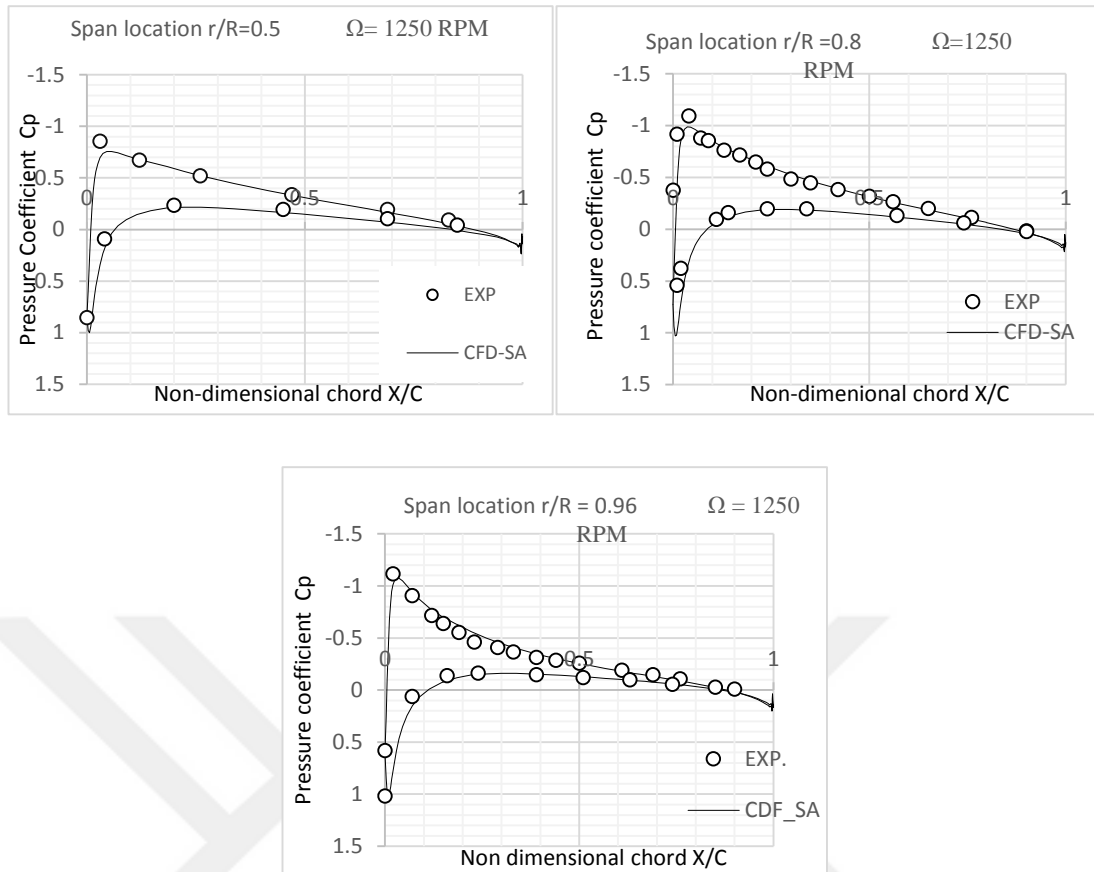 Span location r/R=0.5 Ω= 1250 RPM
-1.5
-1
-0.5
0
0.5
1
1.5
0 0.5 1
Pressure Coefficient Cp
Non-dimensional chord X/C
EXP
CFD-SA
Span location r/R =0.8 Ω=1250
RPM
-1.5
-1
-0.5
0
0.5
1
1.5
0 0.5 1
Pressure coefficient Cp
Non-dimenional chord X/C
EXP
CFD-SA
Span location r/R = 0.96 Ω = 1250
RPM
-1.5
-1
-0.5
0
0.5
1
1.5
0 0.5 1
Pressure coefficient Cp
Non dimensional chord X/C
EXP.
CDF_SA